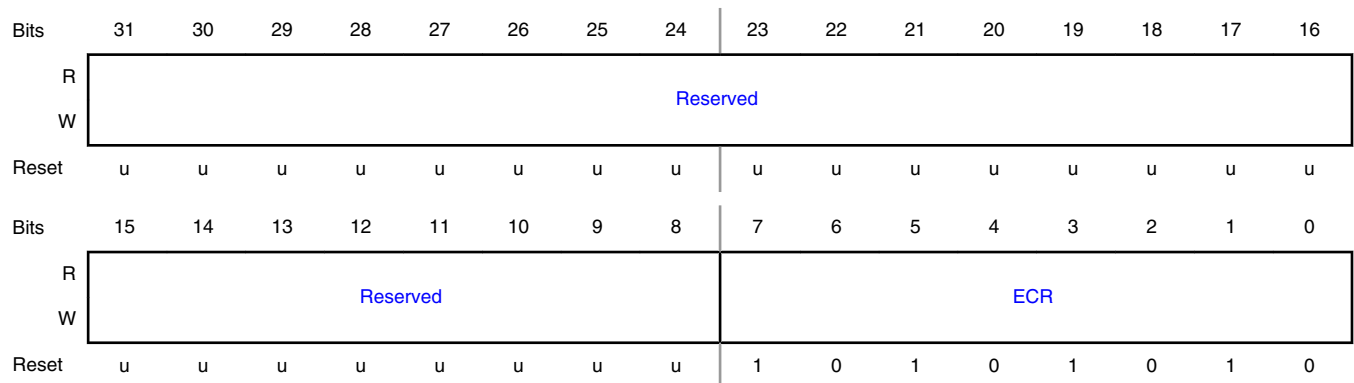 Bits 31 30 29 28 27 26 25 24 23 22 21 20 19 18 17 16
R
Reserved
W
Reset u u u u u u u u u u u u u u u u
Bits 15 14 13 12 11 10 9 8 7 6 5 4 3 2 1 0
R
Reserved ECR
W
Reset u u u u u u u u 1 0 1 0 1 0 1 0